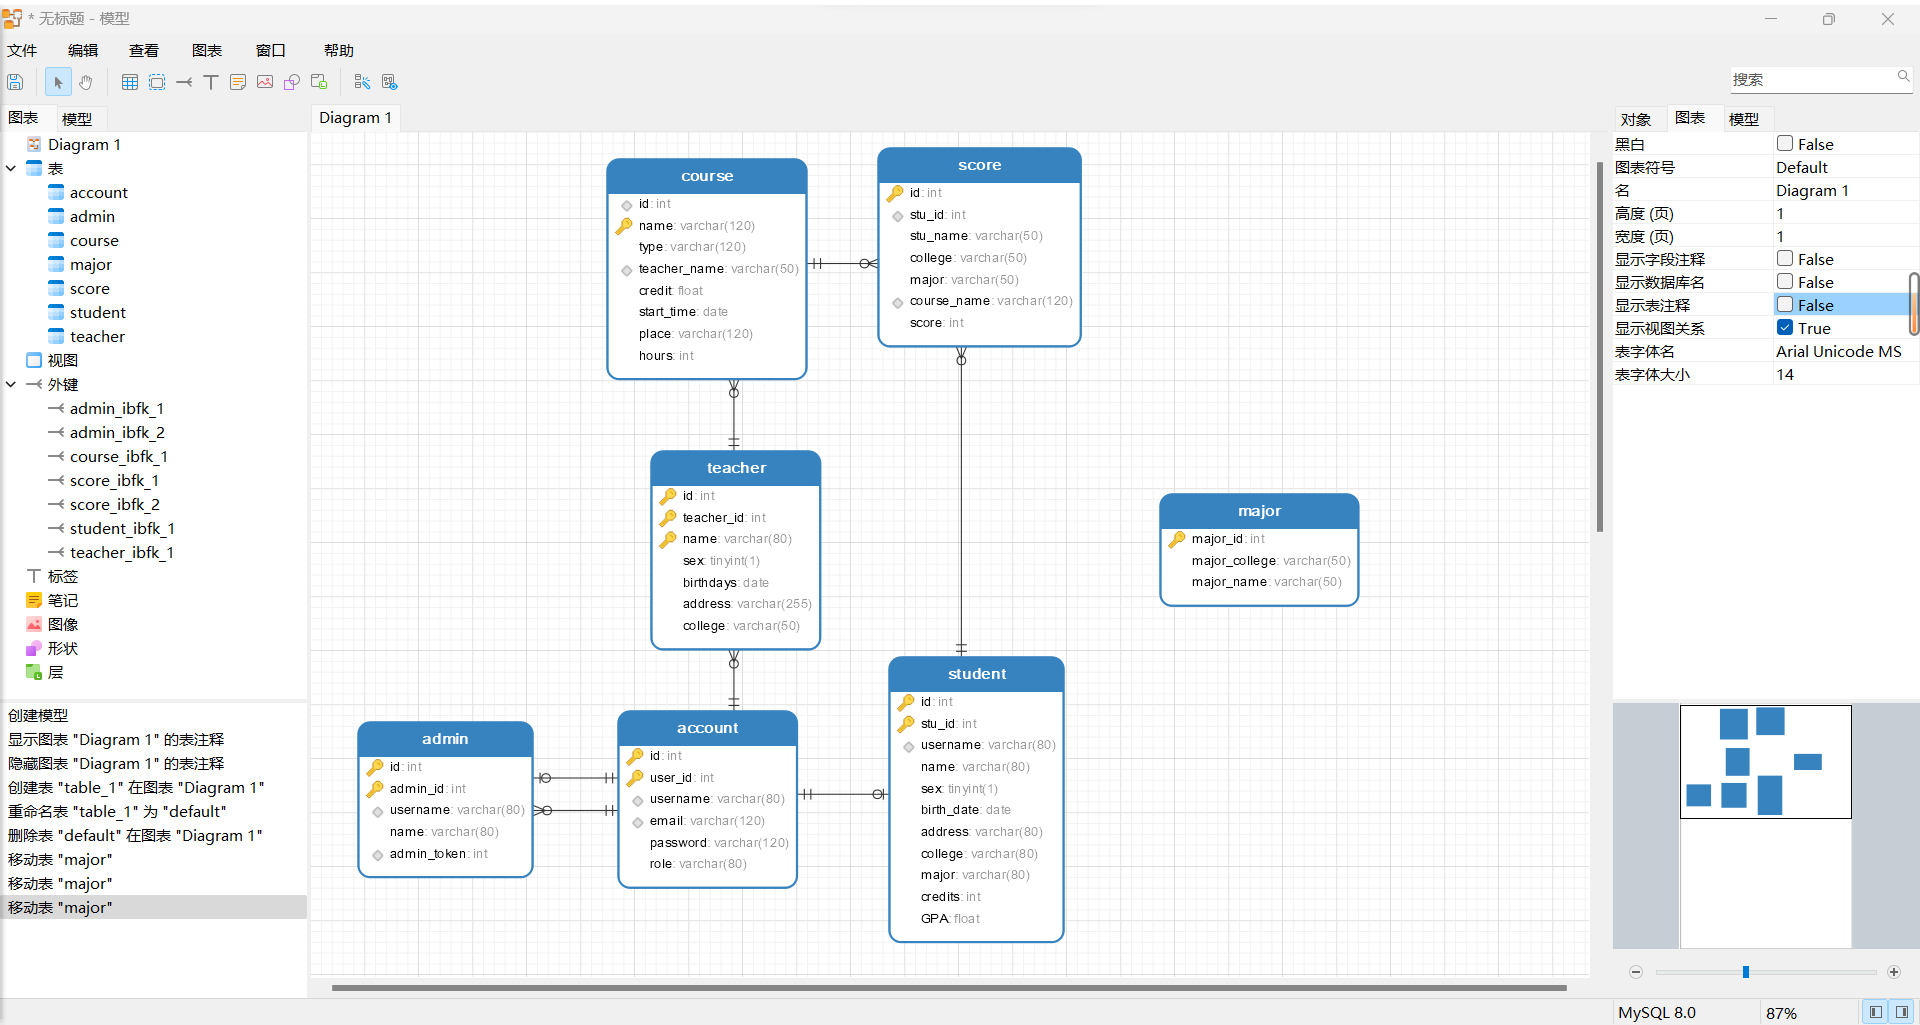 * 无标题 - 模型
文件 编辑 查看 图表 窗口 帮助
搜索
图表 模型
Diagram 1
表
account
admin
course
major
score
student
teacher
视图
外键
admin_ibfk_1
admin_ibfk_2
course_ibfk_1
score_ibfk_1
score_ibfk_2
student_ibfk_1
teacher_ibfk_1
标签
笔记
图像
形状
层
创建模型
显示图表 "Diagram 1" 的表注释
隐藏图表 "Diagram 1" 的表注释
创建表 "table_1" 在图表 "Diagram 1"
重命名表 "table_1" 为 "default"
删除表 "default" 在图表 "Diagram 1"
移动表 "major"
移动表 "major"
移动表 "major"
Diagram 1
course
id: int
name: varchar(120)
type: varchar(120)
teacher_name: varchar(50)
credit: float
start_time: date
place: varchar(120)
hours: int
score
id: int
stu_id: int
stu_name: varchar(50)
college: varchar(50)
major: varchar(50)
course_name: varchar(120)
score: int
teacher
id: int
teacher_id: int
name: varchar(80)
sex: tinyint(1)
birthdays: date
address: varchar(255)
college: varchar(50)
major
major_id: int
major_college: varchar(50)
major_name: varchar(50)
admin
id: int
admin_id: int
username: varchar(80)
name: varchar(80)
admin_token: int
account
id: int
user_id: int
username: varchar(80)
email: varchar(120)
password: varchar(120)
role: varchar(80)
student
id: int
stu_id: int
username: varchar(80)
name: varchar(80)
sex: tinyint(1)
birth_date: date
address: varchar(80)
college: varchar(80)
major: varchar(80)
credits: int
GPA: float
对象 图表 模型
黑白 False
图表符号 Default
名 Diagram 1
高度 (页) 1
宽度 (页) 1
显示字段注释 False
显示数据库名 False
显示表注释 False
显示视图关系 True
表字体名 Arial Unicode MS
表字体大小 14
MySQL 8.0 87%